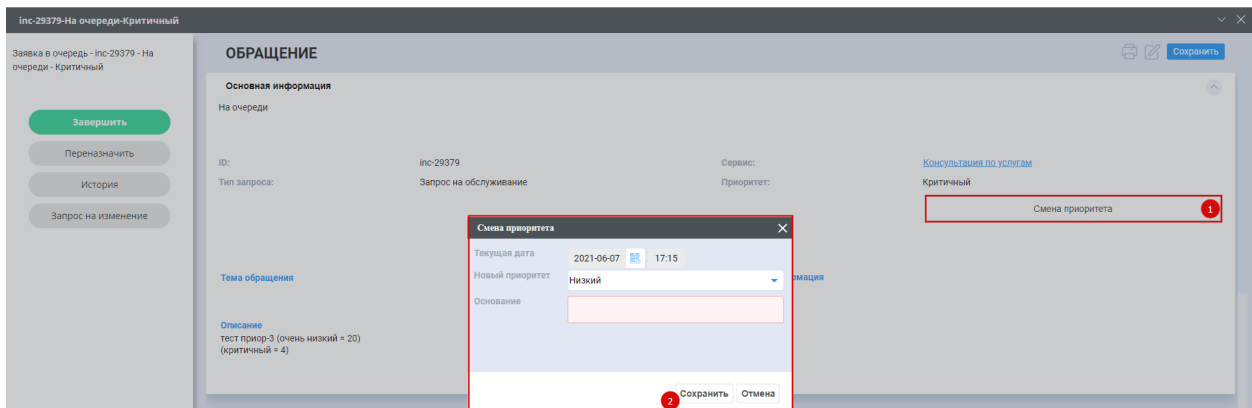 inc-29379-На очереди-Критичный
Заявка в очередь - inc-29379 - На
очереди - Критичный
Завершить
Переназначить
История
Запрос на изменение
ОБРАЩЕНИЕ
Сохранить
Основная информация
На очереди
ID: inc-29379 Сервис: Консультация по услугам
Тип запроса: Запрос на обслуживание Приоритет: Критичный
Смена приоритета 1
Тема обращения
рмация
Описание
тест приор-3 (очень низкий = 20)
(критичный = 4)
Смена приоритета
Текущая дата 2021-06-07 17:15
Новый приоритет Низкий
Основание
2 Сохранить Отмена